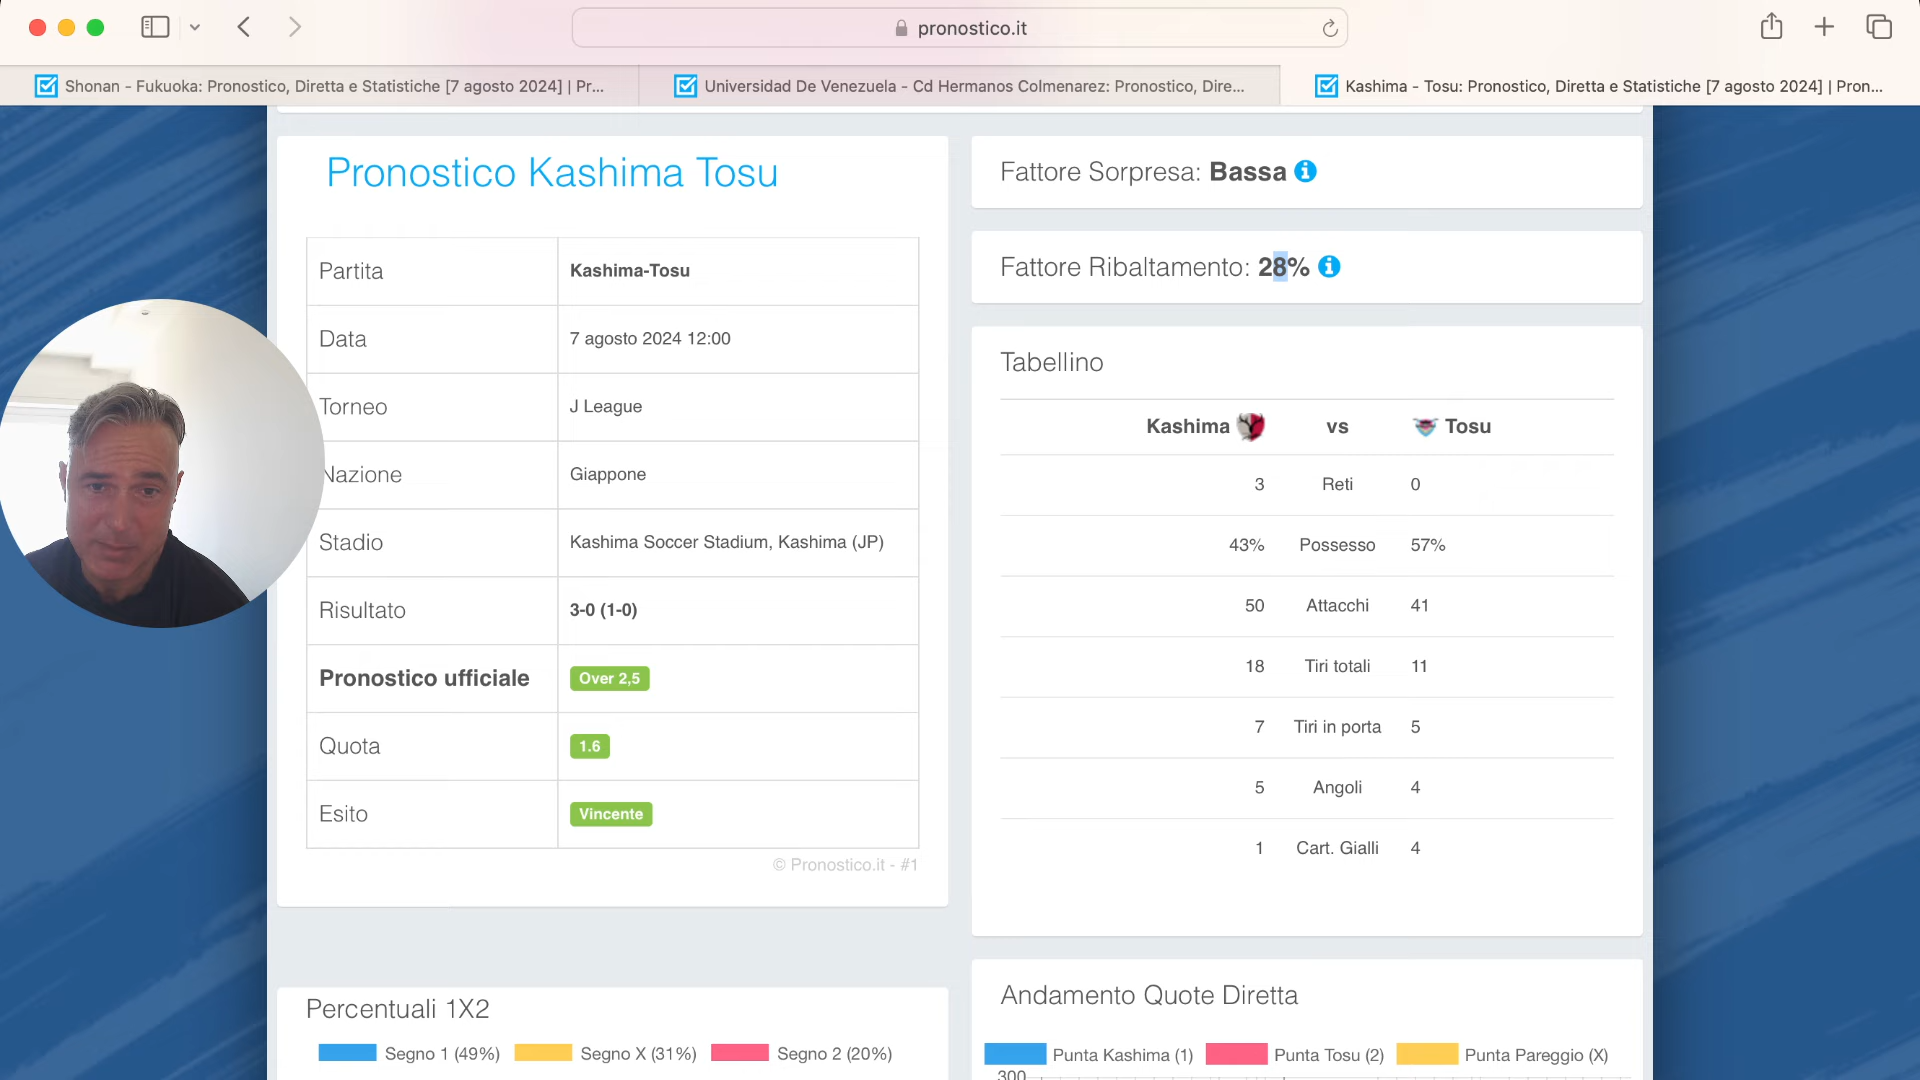 pronostico.it
Shonan - Fukuoka: Pronostico, Diretta e Statistiche [7 agosto 2024] | Pr...
Universidad De Venezuela - Cd Hermanos Colmenarez: Pronostico, Dire...
Kashima - Tosu: Pronostico, Diretta e Statistiche [7 agosto 2024] | Pron...
Pronostico Kashima Tosu
Partita Kashima-Tosu
Data 7 agosto 2024 12:00
Torneo J League
Nazione Giappone
Stadio Kashima Soccer Stadium, Kashima (JP)
Risultato 3-0 (1-0)
Pronostico ufficiale Over 2,5
Quota 1.6
Esito Vincente
© Pronostico.it - #1
Percentuali 1X2
Segno 1 (49%) Segno X (31%) Segno 2 (20%)
Fattore Sorpresa: Bassa
Fattore Ribaltamento: 28%
Tabellino
Kashima vs Tosu
3 Reti 0
43% Possesso 57%
50 Attacchi 41
18 Tiri totali 11
7 Tiri in porta 5
5 Angoli 4
1 Cart. Gialli 4
Andamento Quote Diretta
Punta Kashima (1) Punta Tosu (2) Punta Pareggio (X)
300